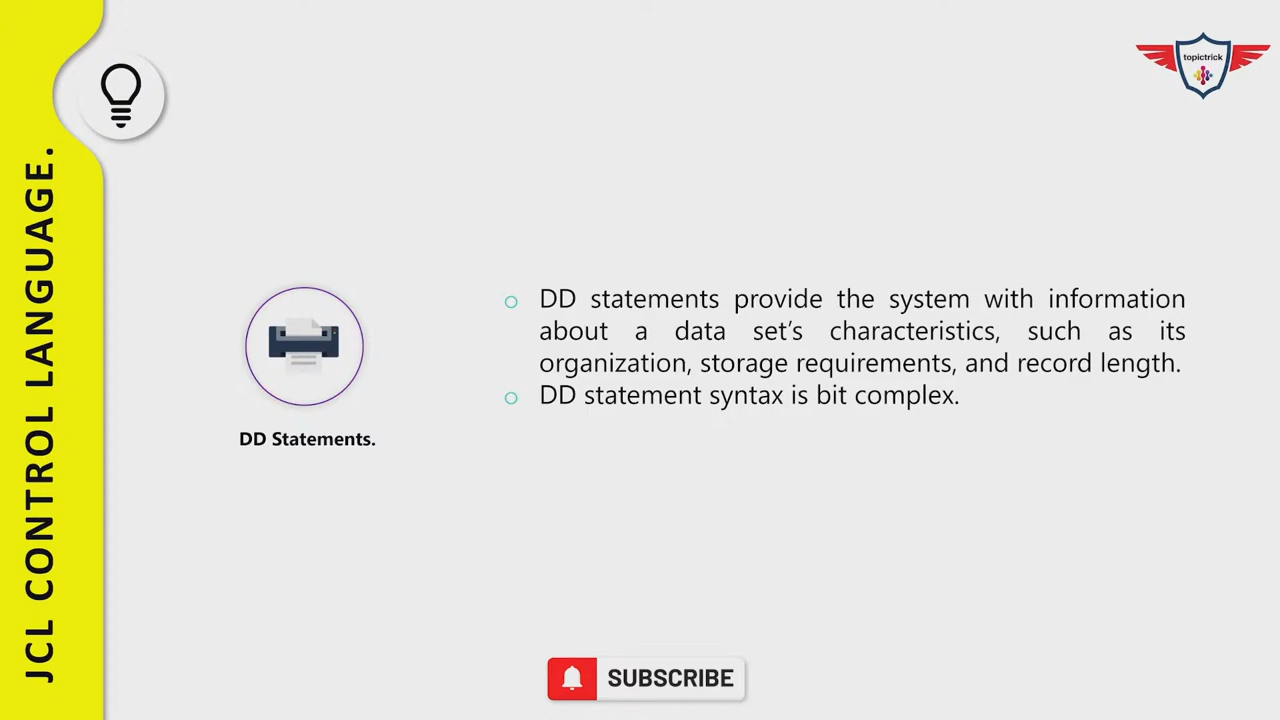 topictrick
JCL CONTROL LANGUAGE.
DD statements provide the system with information
about a data set’s characteristics, such as its
organization, storage requirements, and record length.
DD statement syntax is bit complex.
DD Statements.
SUBSCRIBE